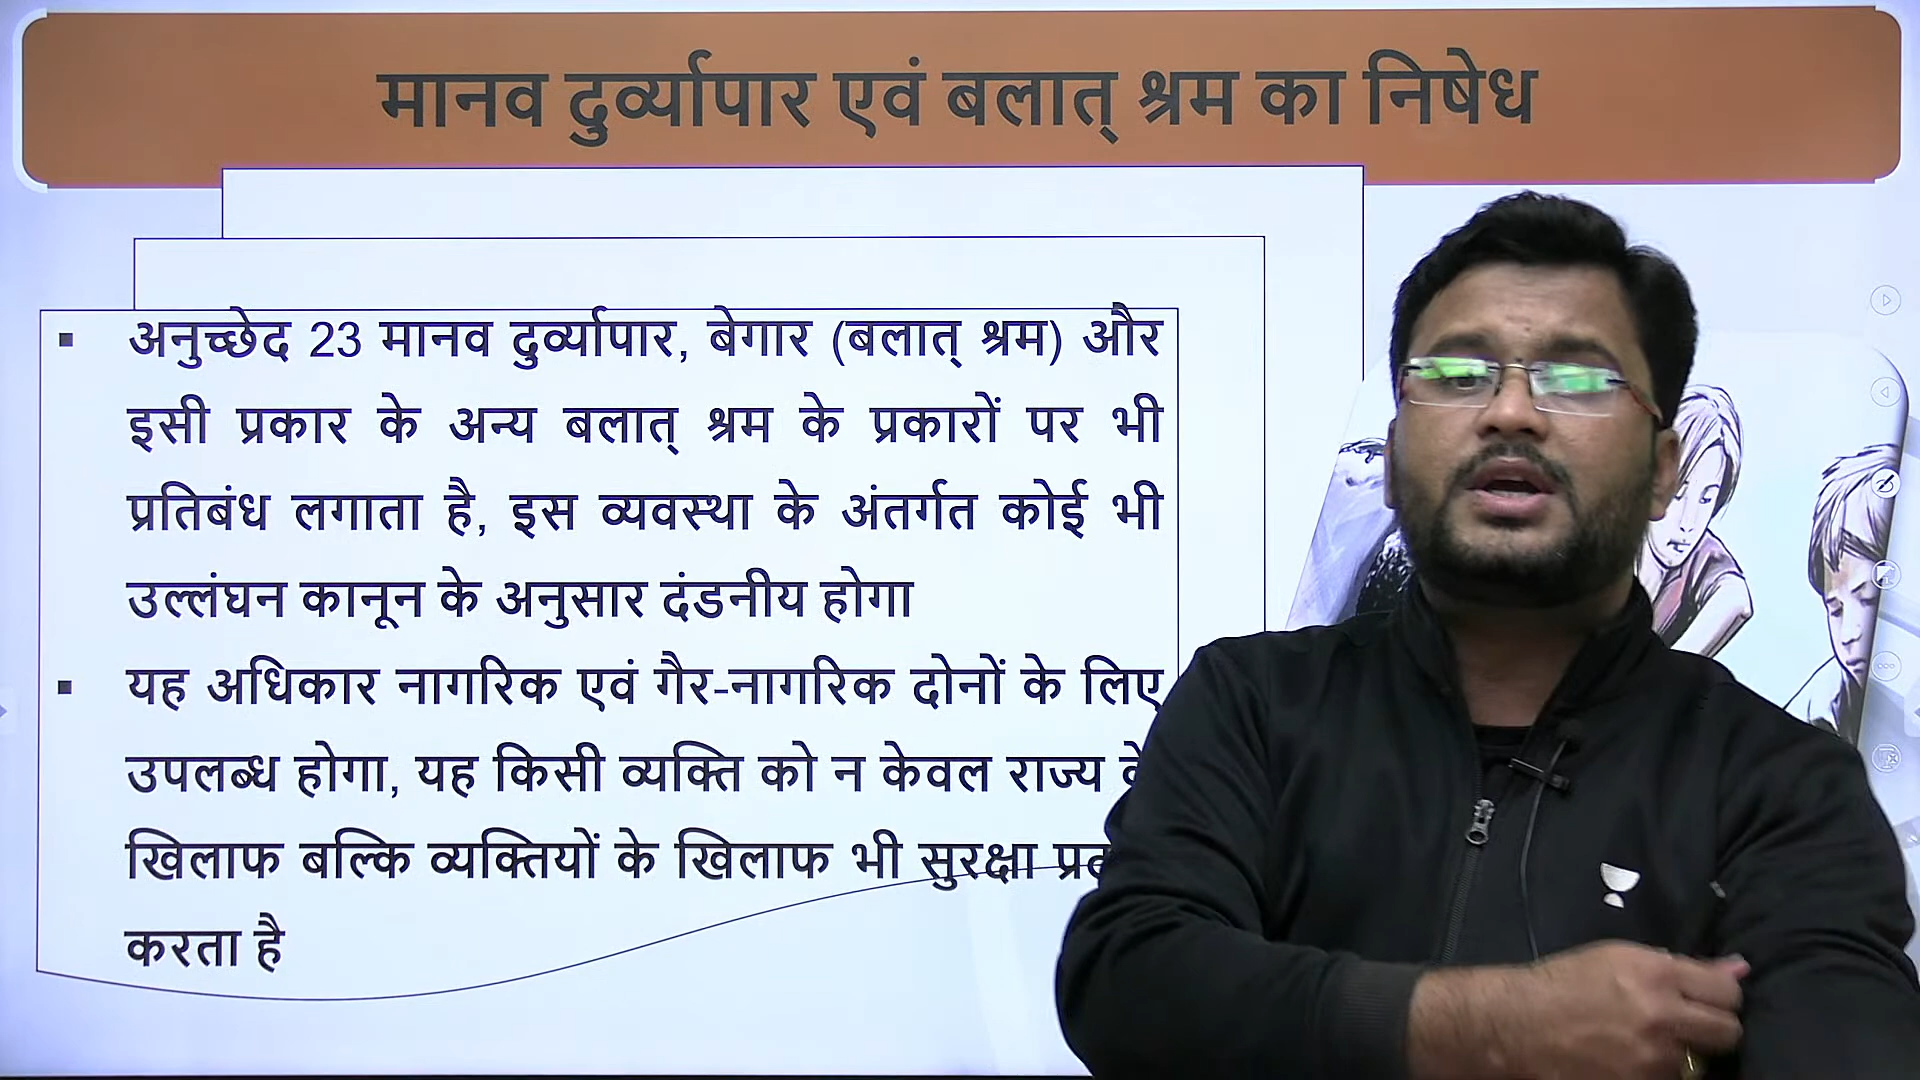 मानव दुर्व्यापार एवं बलात् श्रम का निषेध
▪ अनुच्छेद 23 मानव दुर्व्यापार, बेगार (बलात् श्रम) और
इसी प्रकार के अन्य बलात् श्रम के प्रकारों पर भी
प्रतिबंध लगाता है, इस व्यवस्था के अंतर्गत कोई भी
उल्लंघन कानून के अनुसार दंडनीय होगा
▪ यह अधिकार नागरिक एवं गैर-नागरिक दोनों के लिए
उपलब्ध होगा, यह किसी व्यक्ति को न केवल राज्य
खिलाफ बल्कि व्यक्तियों के खिलाफ भी सुरक्षा
करता है